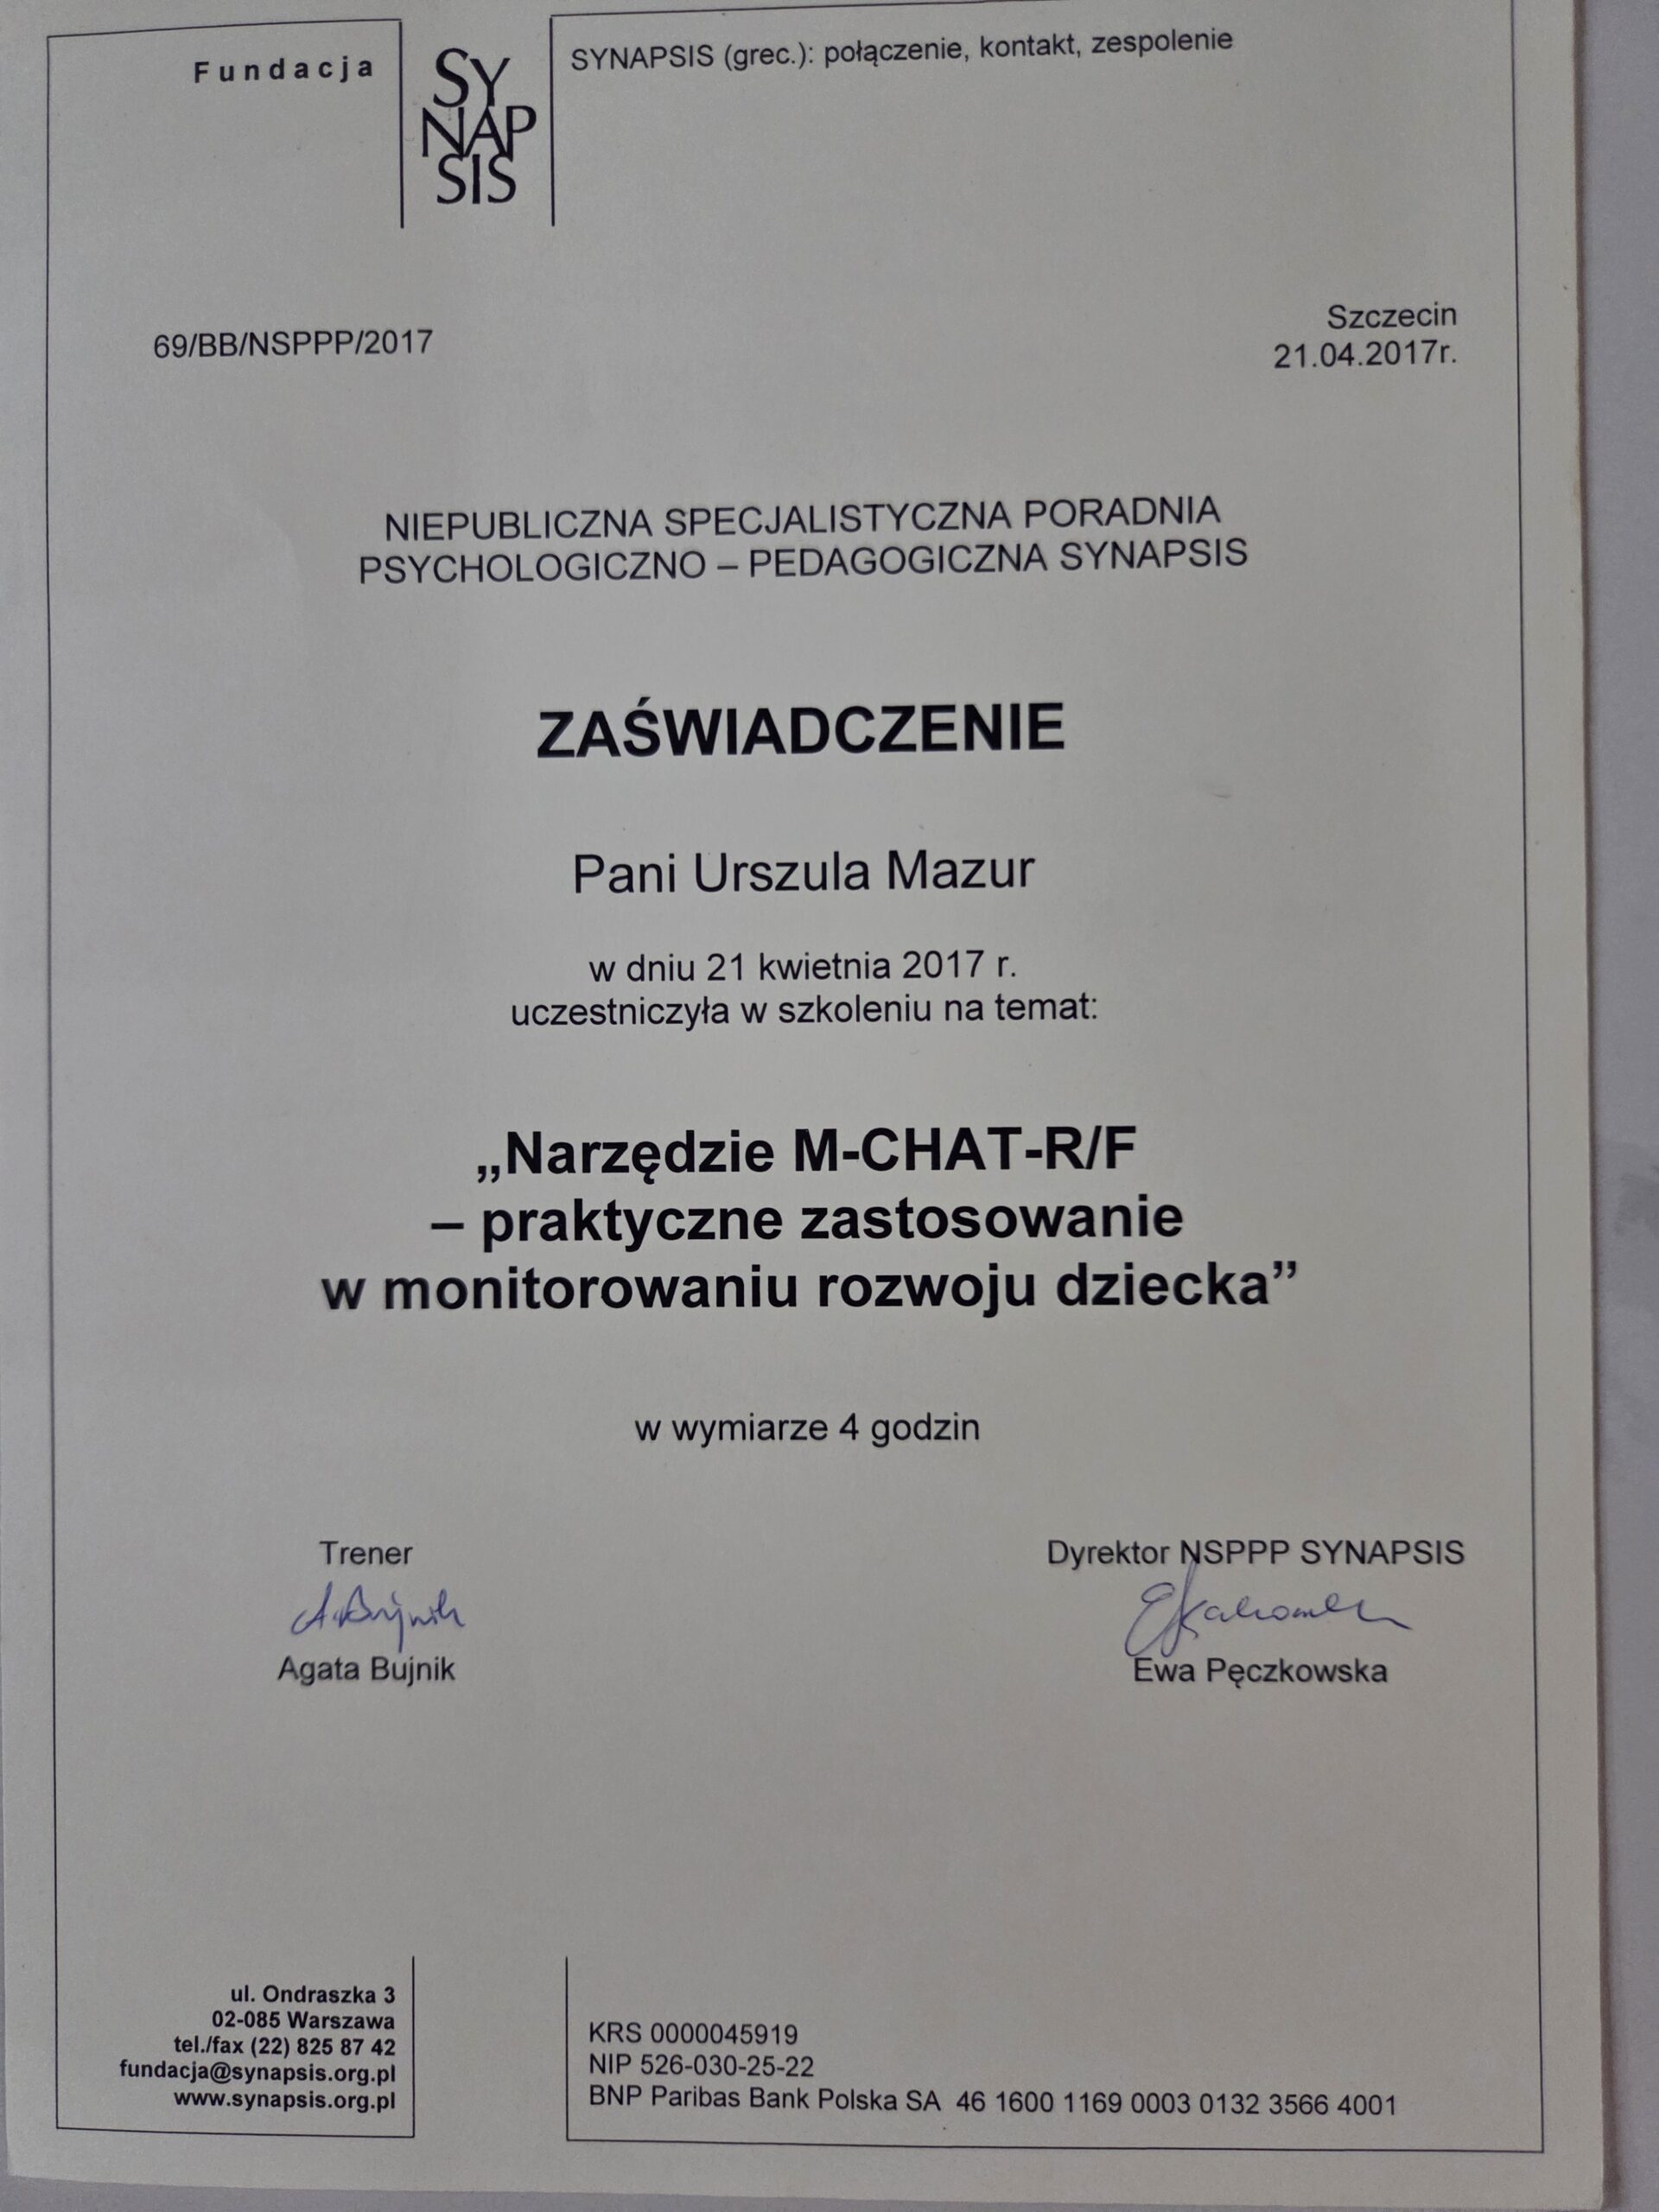 Fundacja
SY
NAP
SIS
SYNAPSIS (grec.): połączenie, kontakt, zespolenie
69/BB/NSPPP/2017
Szczecin
21.04.2017r.
NIEPUBLICZNA SPECJALISTYCZNA PORADNIA
PSYCHOLOGICZNO – PEDAGOGICZNA SYNAPSIS
ZAŚWIADCZENIE
Pani Urszula Mazur
w dniu 21 kwietnia 2017 r.
uczestniczyła w szkoleniu na temat:
„Narzędzie M-CHAT-R/F
– praktyczne zastosowanie
w monitorowaniu rozwoju dziecka”
w wymiarze 4 godzin
Trener
A. Bujnik
Agata Bujnik
Dyrektor NSPPP SYNAPSIS
Ewa Pęczkowska
ul. Ondraszka 3
02-085 Warszawa
tel./fax (22) 825 87 42
fundacja@synapsis.org.pl
www.synapsis.org.pl
KRS 0000045919
NIP 526-030-25-22
BNP Paribas Bank Polska SA 46 1600 1169 0003 0132 3566 4001